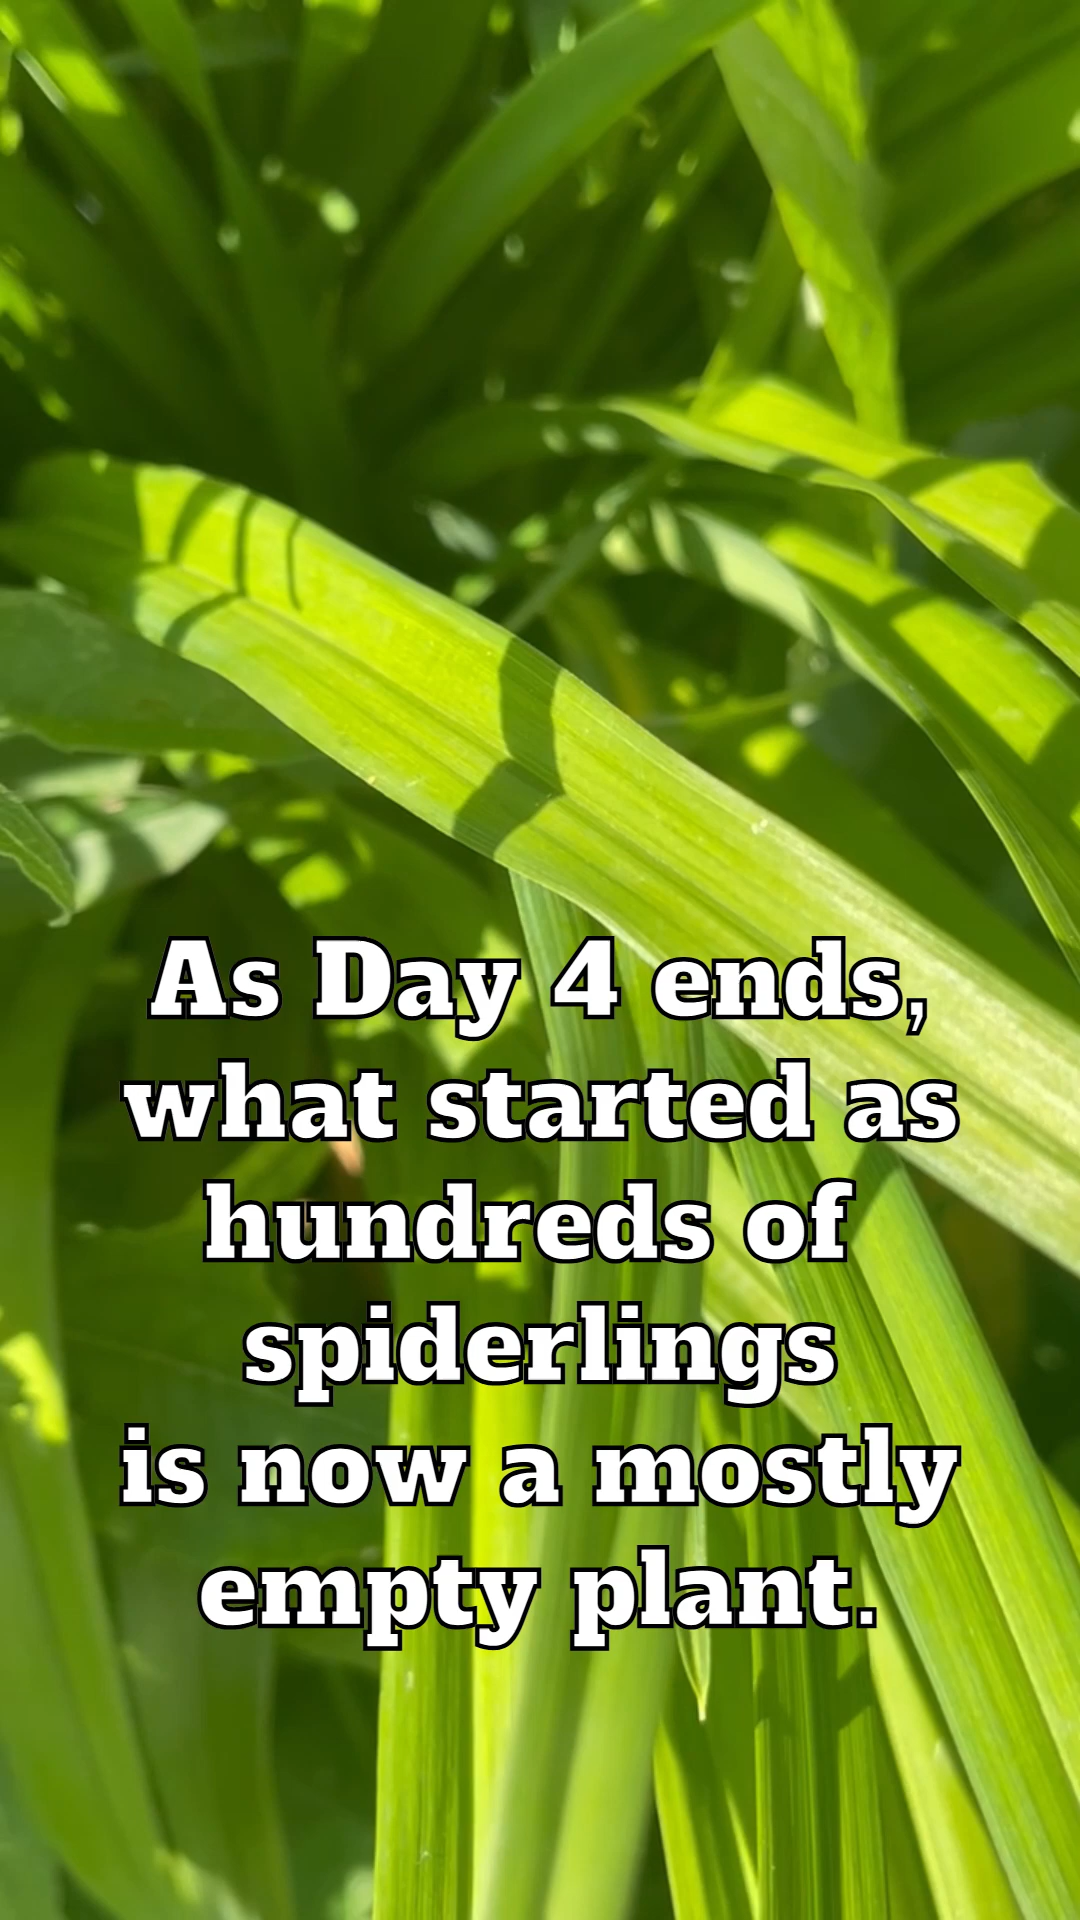 As Day 4 ends,
what started as
hundreds of
spiderlings
is now a mostly
empty plant.